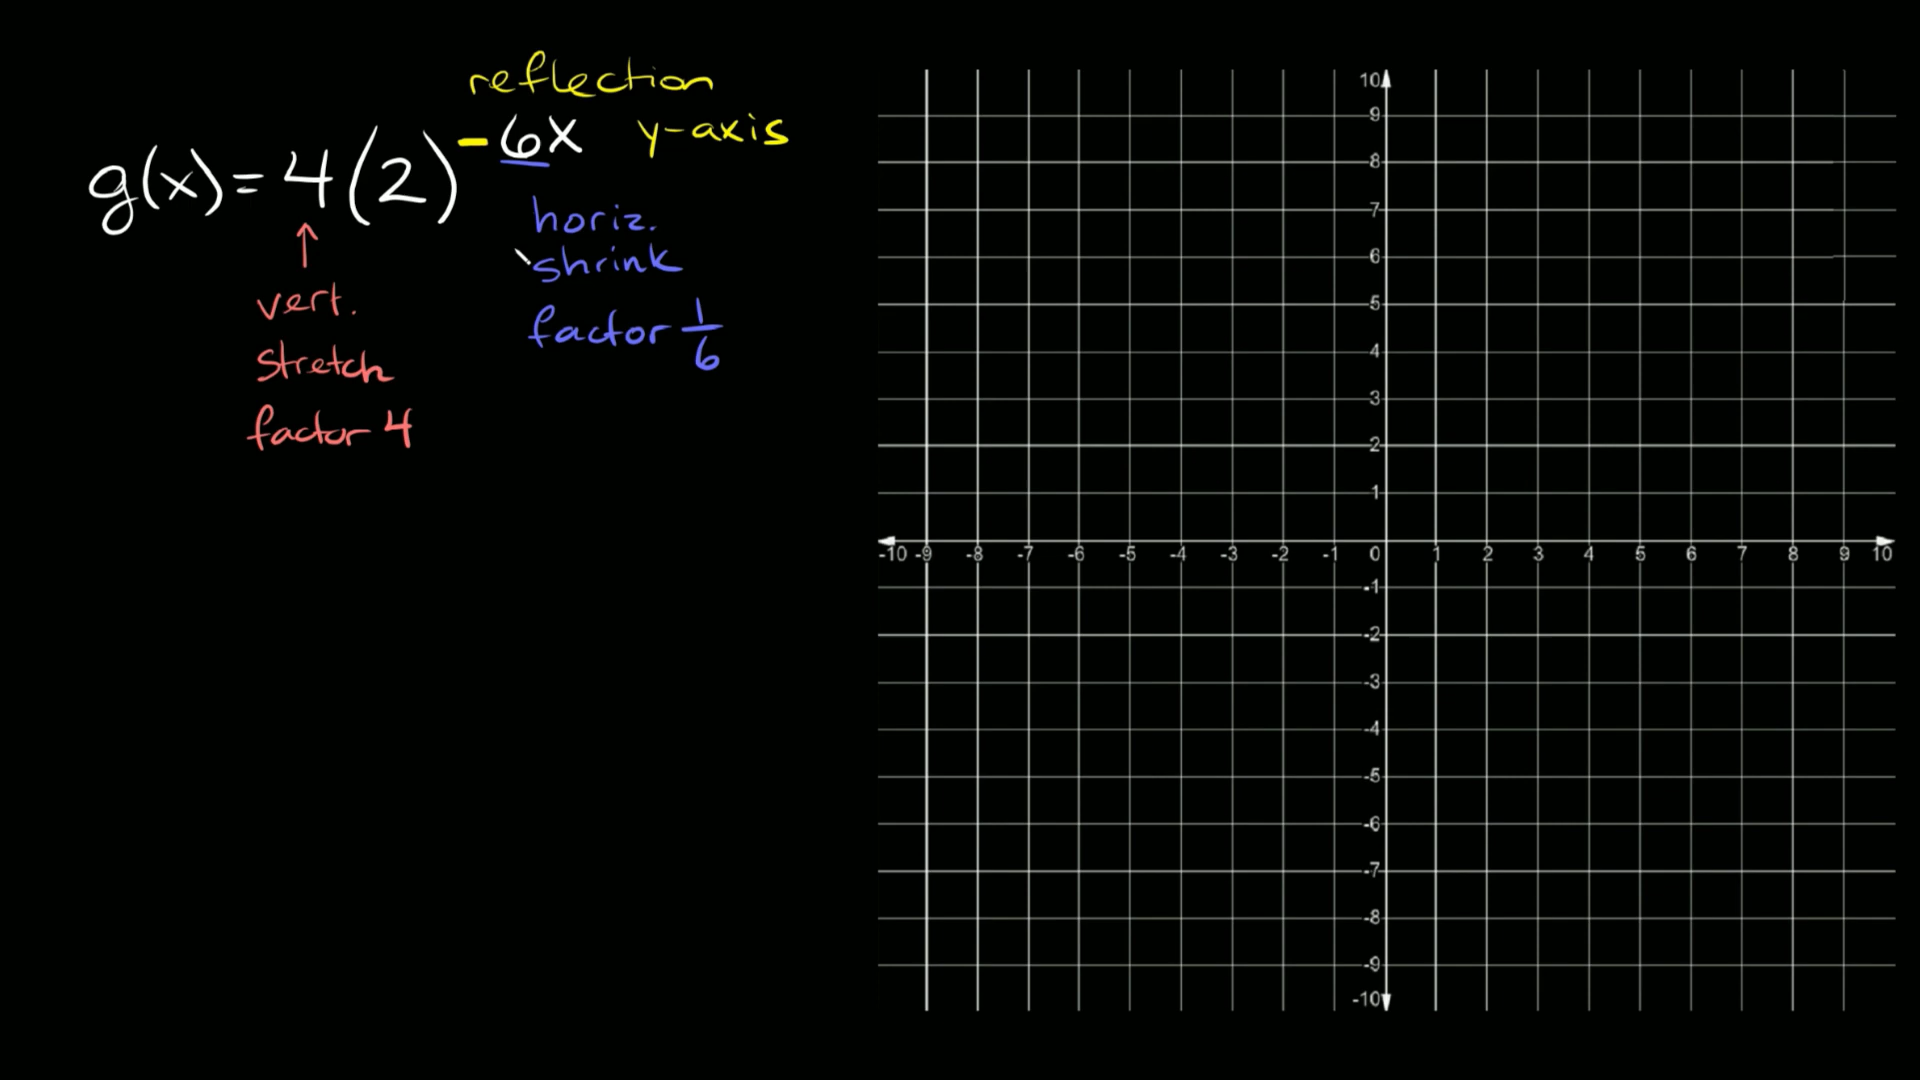 reflection
g(x) = 4(2)^-6x y-axis
horiz.
shrink
factor 1/6
vert.
stretch
factor 4
10
9
8
7
6
5
4
3
2
1
-10 -9 -8 -7 -6 -5 -4 -3 -2 -1 0 1 2 3 4 5 6 7 8 9 10
-1
-2
-3
-4
-5
-6
-7
-8
-9
-10